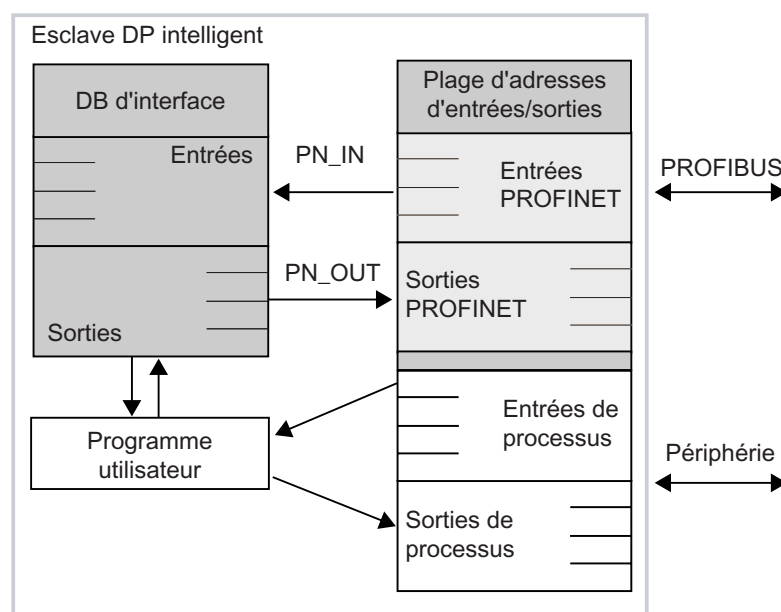 Esclave DP intelligent
DB d'interface
Entrées
Sorties
PN_IN
PN_OUT
Programme
utilisateur
Plage d'adresses
d'entrées/sorties
Entrées
PROFINET
Sorties
PROFINET
Entrées de
processus
Sorties de
processus
PROFIBUS
Périphérie